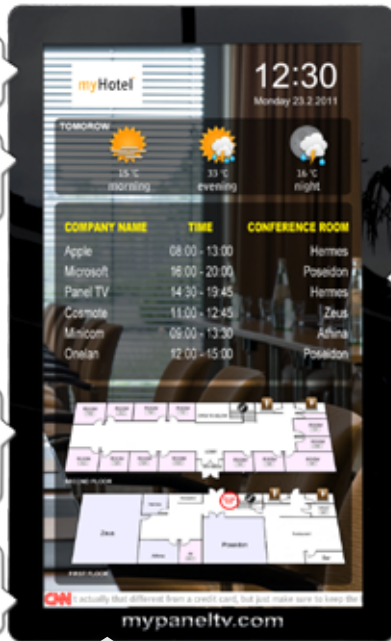 myHotel
12:30
Monday 23.2.2011
TOMOROW
15 °C 33 °C 16 °C
morning evening night
COMPANY NAME TIME CONFERENCE ROOM
Apple 08:00 - 13:00 Hermes
Microsoft 16:00 - 20:00 Poseidon
Panel TV 14:30 - 19:45 Hermes
Cosmote 11:00 - 12:45 Zeus
Minicom 09:00 - 13:30 Athina
Onelan 12:00 - 15:00 Poseidon
SECOND FLOOR
Zeus
Athina
Poseidon
Bar
FIRST FLOOR
CNN t actually that different from a credit card, but just make sure to keep the
mypaneltv.com